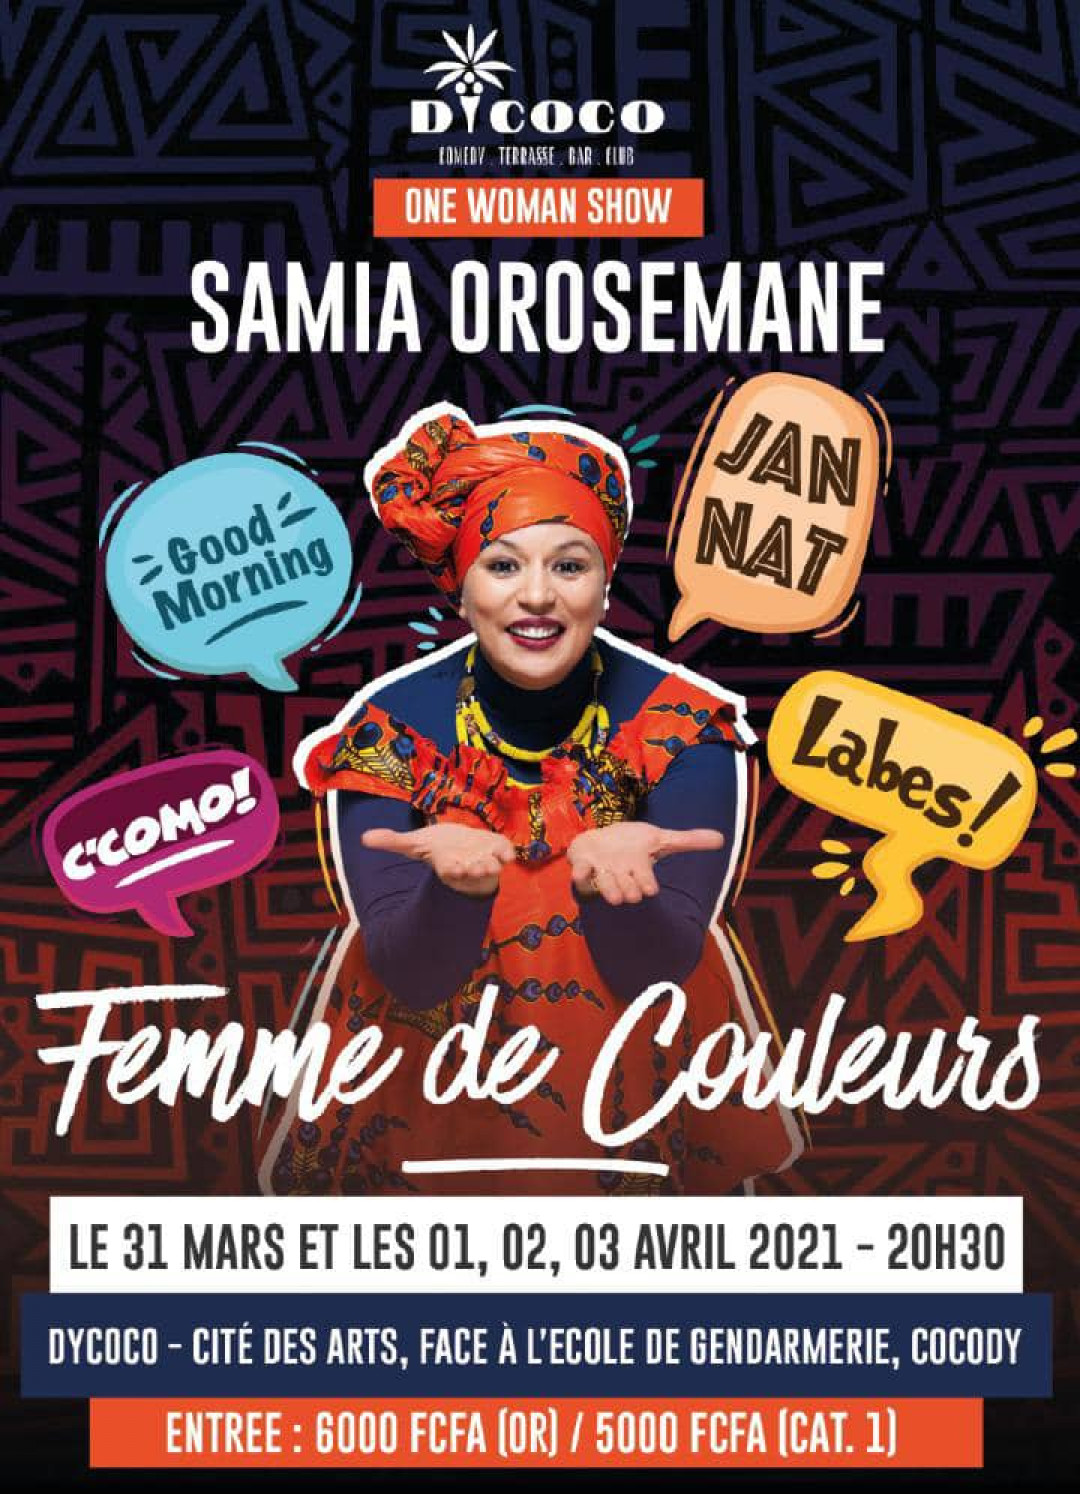 DYCOCO
COMEDY . TERRASSE . BAR . CLUB
ONE WOMAN SHOW
SAMIA OROSEMANE
Good
Morning
JAN
NAT
C'COMO!
Labes!
Femme de Couleurs
LE 31 MARS ET LES 01, 02, 03 AVRIL 2021 - 20H30
DYCOCO - CITÉ DES ARTS, FACE À L'ECOLE DE GENDARMERIE, COCODY
ENTREE : 6000 FCFA (OR) / 5000 FCFA (CAT. 1)